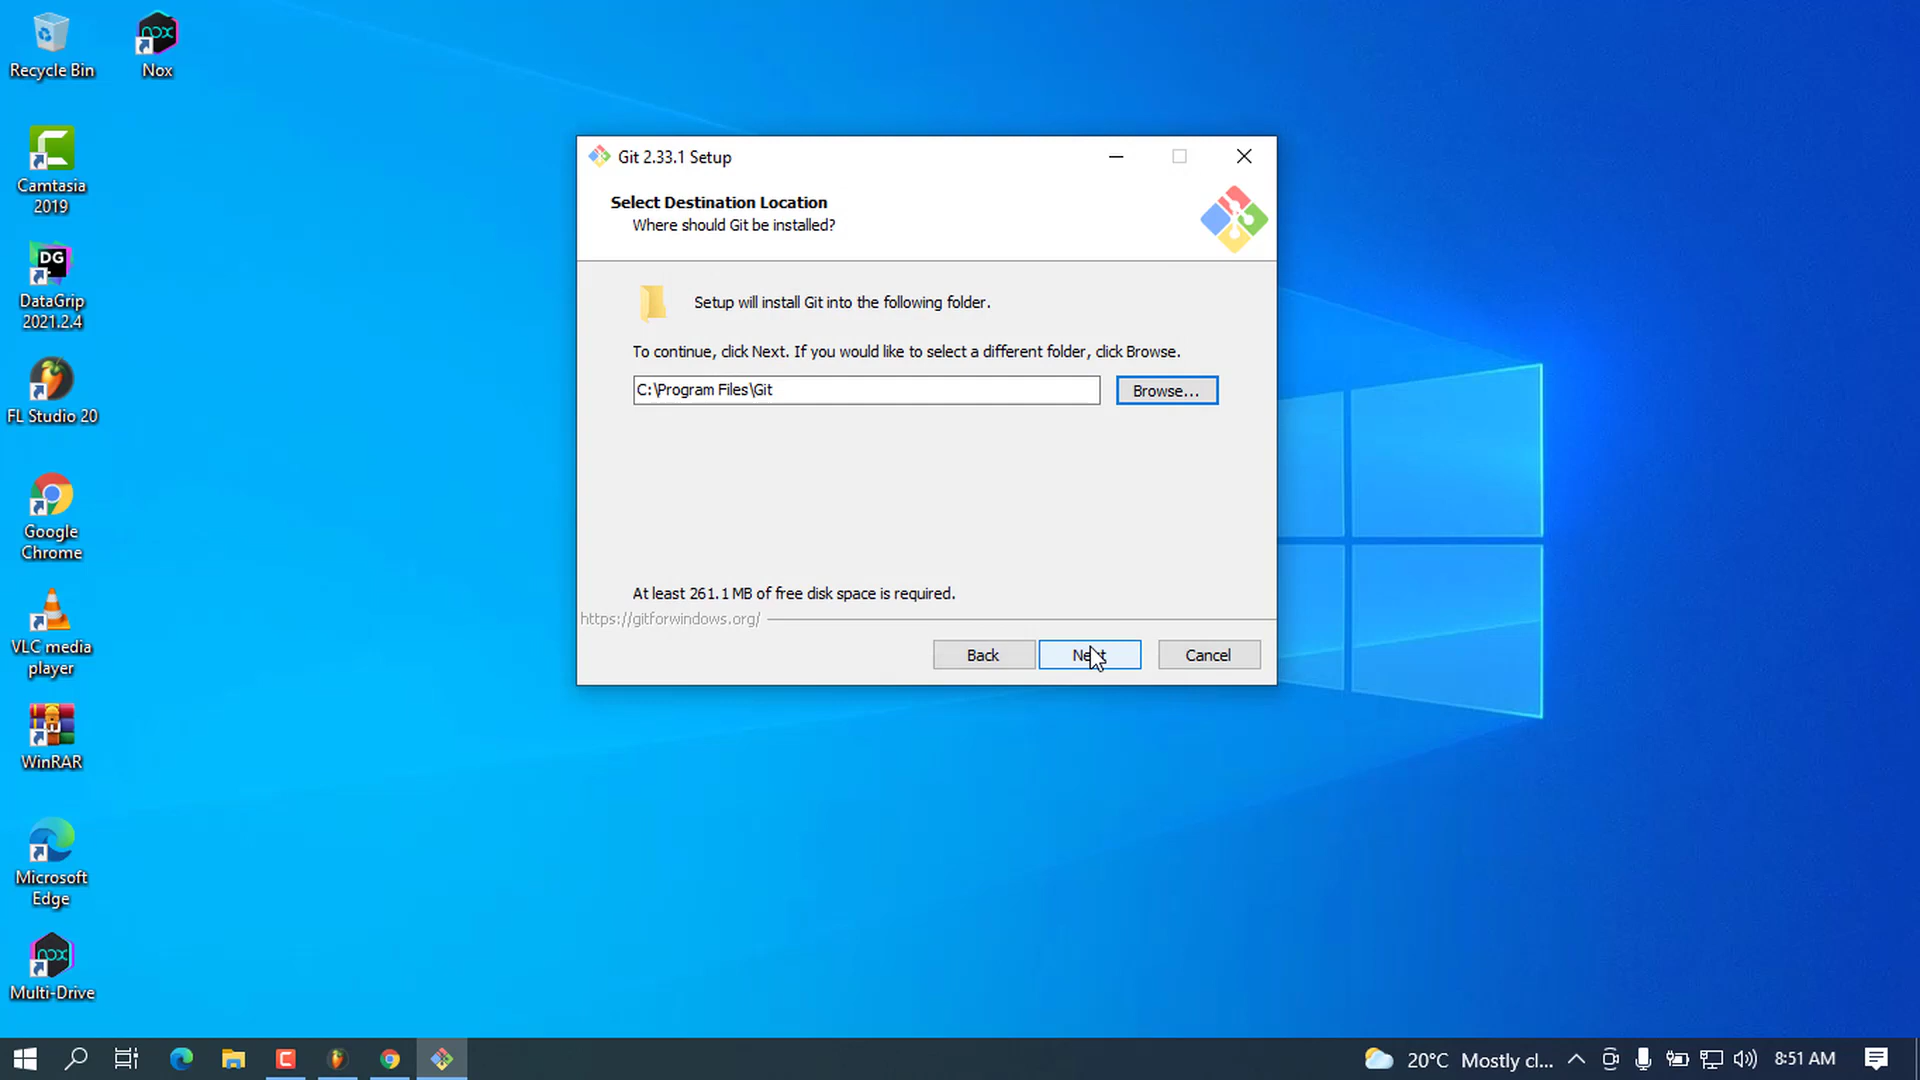 Recycle Bin
Nox
Camtasia
2019
DG
DataGrip
2021.2.4
FL Studio 20
Google
Chrome
VLC media
player
WinRAR
Microsoft
Edge
nox
Multi-Drive
Git 2.33.1 Setup
Select Destination Location
Where should Git be installed?
Setup will install Git into the following folder.
To continue, click Next. If you would like to select a different folder, click Browse.
C:\Program Files\Git
Browse...
At least 261.1 MB of free disk space is required.
https://gitforwindows.org/
Back
Next
Cancel
20°C Mostly cl...
8:51 AM